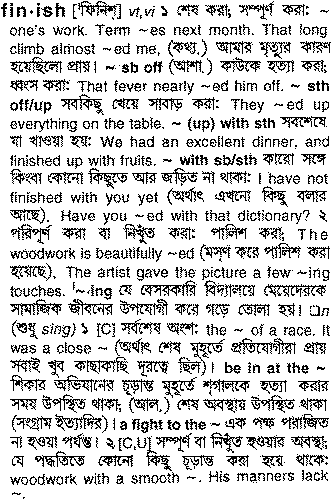 fin·ish ['ফিনিশ্] vt,vi ১ শেষ করা; সম্পূর্ণ করা: ~
one's work. Term ~es next month. That long
climb almost ~ed me, (কথ্য.) আমার মৃত্যুর কারণ
হয়েছিলো প্রায়। ~ sb off (আশা.) কাউকে হত্যা করা;
ধ্বংস করা: That fever nearly ~ed him off. ~ sth
off/up সবকিছু খেয়ে সাবাড় করা: They ~ed up
everything on the table. ~ (up) with sth সবশেষে
যা খাওয়া হয়: We had an excellent dinner, and
finished up with fruits. ~ with sb/sth কারো সঙ্গে
কিংবা কোনো কিছুতে আর জড়িত না থাকা: I have not
finished with you yet (অর্থাৎ এখনো কিছু বলার
আছে). Have you ~ed with that dictionary? ২
পরিপূর্ণ করা বা নিখুঁত করা; পালিশ করা; The
woodwork is beautifully ~ed (মসৃণ করে পালিশ করা
হয়েছে). The artist gave the picture a few ~ing
touches. '~·ing যে বেসরকারি বিদ্যালয়ে মেয়েদেরকে
সামাজিক জীবনের উপযোগী করে গড়ে তোলা হয়। □n
(শুধু sing) ১ [C] সর্বশেষ অংশ: the ~ of a race. It
was a close ~ (অর্থাৎ শেষ মুহূর্তে প্রতিযোগীরা প্রায়
সবাই খুব কাছাকাছি দূরত্বে ছিল)। be in at the ~
শিকার অভিযানের চূড়ান্ত মুহূর্তে শৃগালকে হত্যা করার
সময় উপস্থিত থাকা; (আল.) শেষ অবস্থায় উপস্থিত থাকা
(সংগ্রাম ইত্যাদির)। a fight to the ~ এক পক্ষ পরাজিত
না হওয়া পর্যন্ত। ২ [C,U] সম্পূর্ণ বা নিখুঁত হওয়ার অবস্থা;
যে পদ্ধতিতে কোনো কিছু চূড়ান্ত করা হয়ে থাকে:
woodwork with a smooth ~. His manners lack
~.